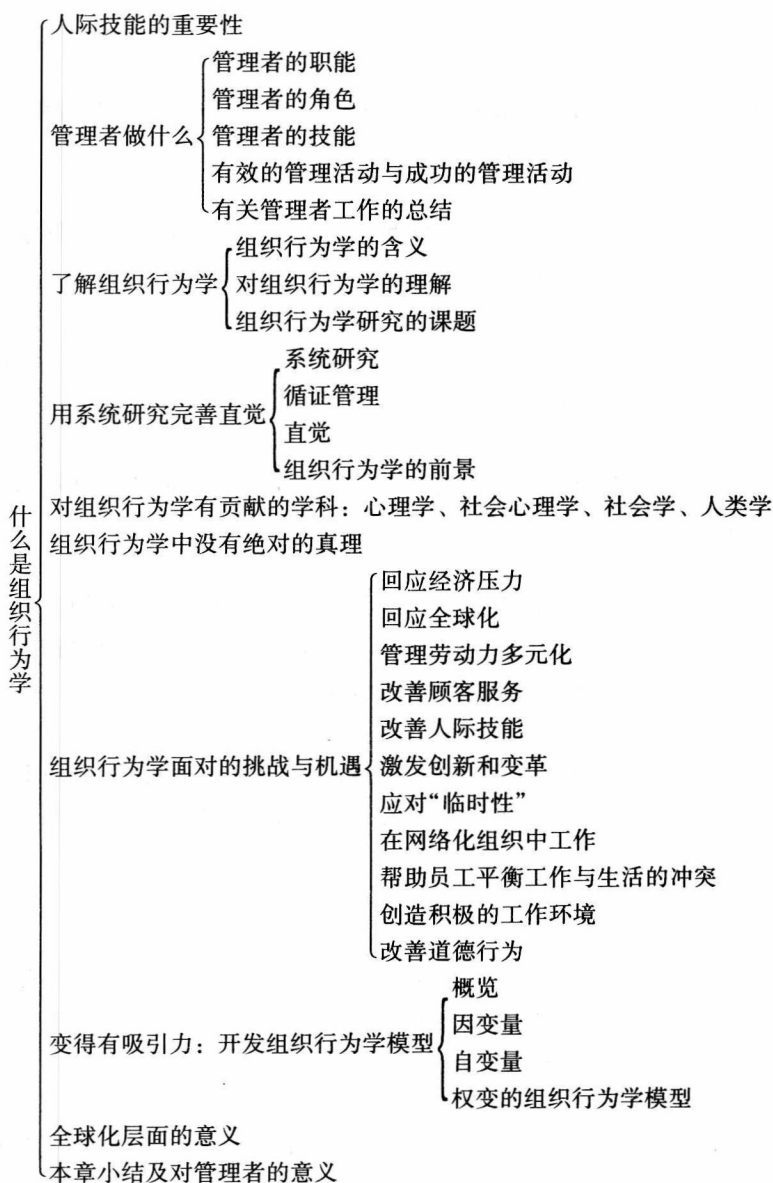 什么是组织行为学
人际技能的重要性
管理者做什么
管理者的职能
管理者的角色
管理者的技能
有效的管理活动与成功的管理活动
有关管理者工作的总结
了解组织行为学
组织行为学的含义
对组织行为学的理解
组织行为学研究的课题
用系统研究完善直觉
系统研究
循证管理
直觉
组织行为学的前景
对组织行为学有贡献的学科：心理学、社会心理学、社会学、人类学
组织行为学中没有绝对的真理
组织行为学面对的挑战与机遇
回应经济压力
回应全球化
管理劳动力多元化
改善顾客服务
改善人际技能
激发创新和变革
应对“临时性”
在网络化组织中工作
帮助员工平衡工作与生活的冲突
创造积极的工作环境
改善道德行为
变得有吸引力：开发组织行为学模型
概览
因变量
自变量
权变的组织行为学模型
全球化层面的意义
本章小结及对管理者的意义